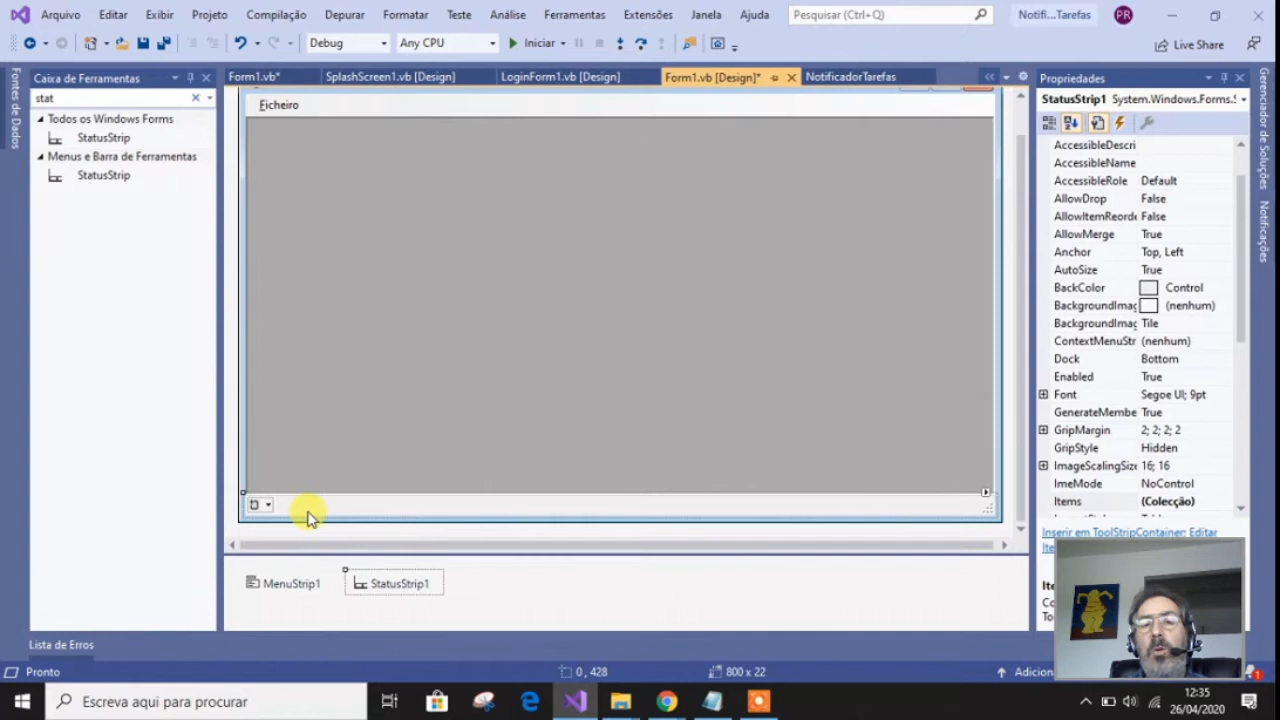 Arquivo Editar Exibir Projeto Compilação Depurar Formatar Teste Análise Ferramentas Extensões Janela Ajuda Pesquisar (Ctrl+Q) Notifi...Tarefas PR
Debug Any CPU Iniciar Live Share
Fontes de Dados
Caixa de Ferramentas
stat
Todos os Windows Forms
StatusStrip
Menus e Barra de Ferramentas
StatusStrip
Form1.vb* SplashScreen1.vb [Design] LoginForm1.vb [Design] Form1.vb [Design]* NotificadorTarefas
Ficheiro
MenuStrip1 StatusStrip1
Propriedades
StatusStrip1 System.Windows.Forms.S
AccessibleDescri
AccessibleName
AccessibleRole Default
AllowDrop False
AllowItemReorde False
AllowMerge True
Anchor Top, Left
AutoSize True
BackColor Control
BackgroundImag (nenhum)
BackgroundImag Tile
ContextMenuStr (nenhum)
Dock Bottom
Enabled True
Font Segoe UI; 9pt
GenerateMembe True
GripMargin 2; 2; 2; 2
GripStyle Hidden
ImageScalingSize 16; 16
ImeMode NoControl
Items (Colecção)
Inserir em ToolStripContainer; Editar
Gerenciador de Soluções
Notificações
Lista de Erros
Pronto 0 , 428 800 x 22 Adicion 1
Escreva aqui para procurar
12:35
26/04/2020